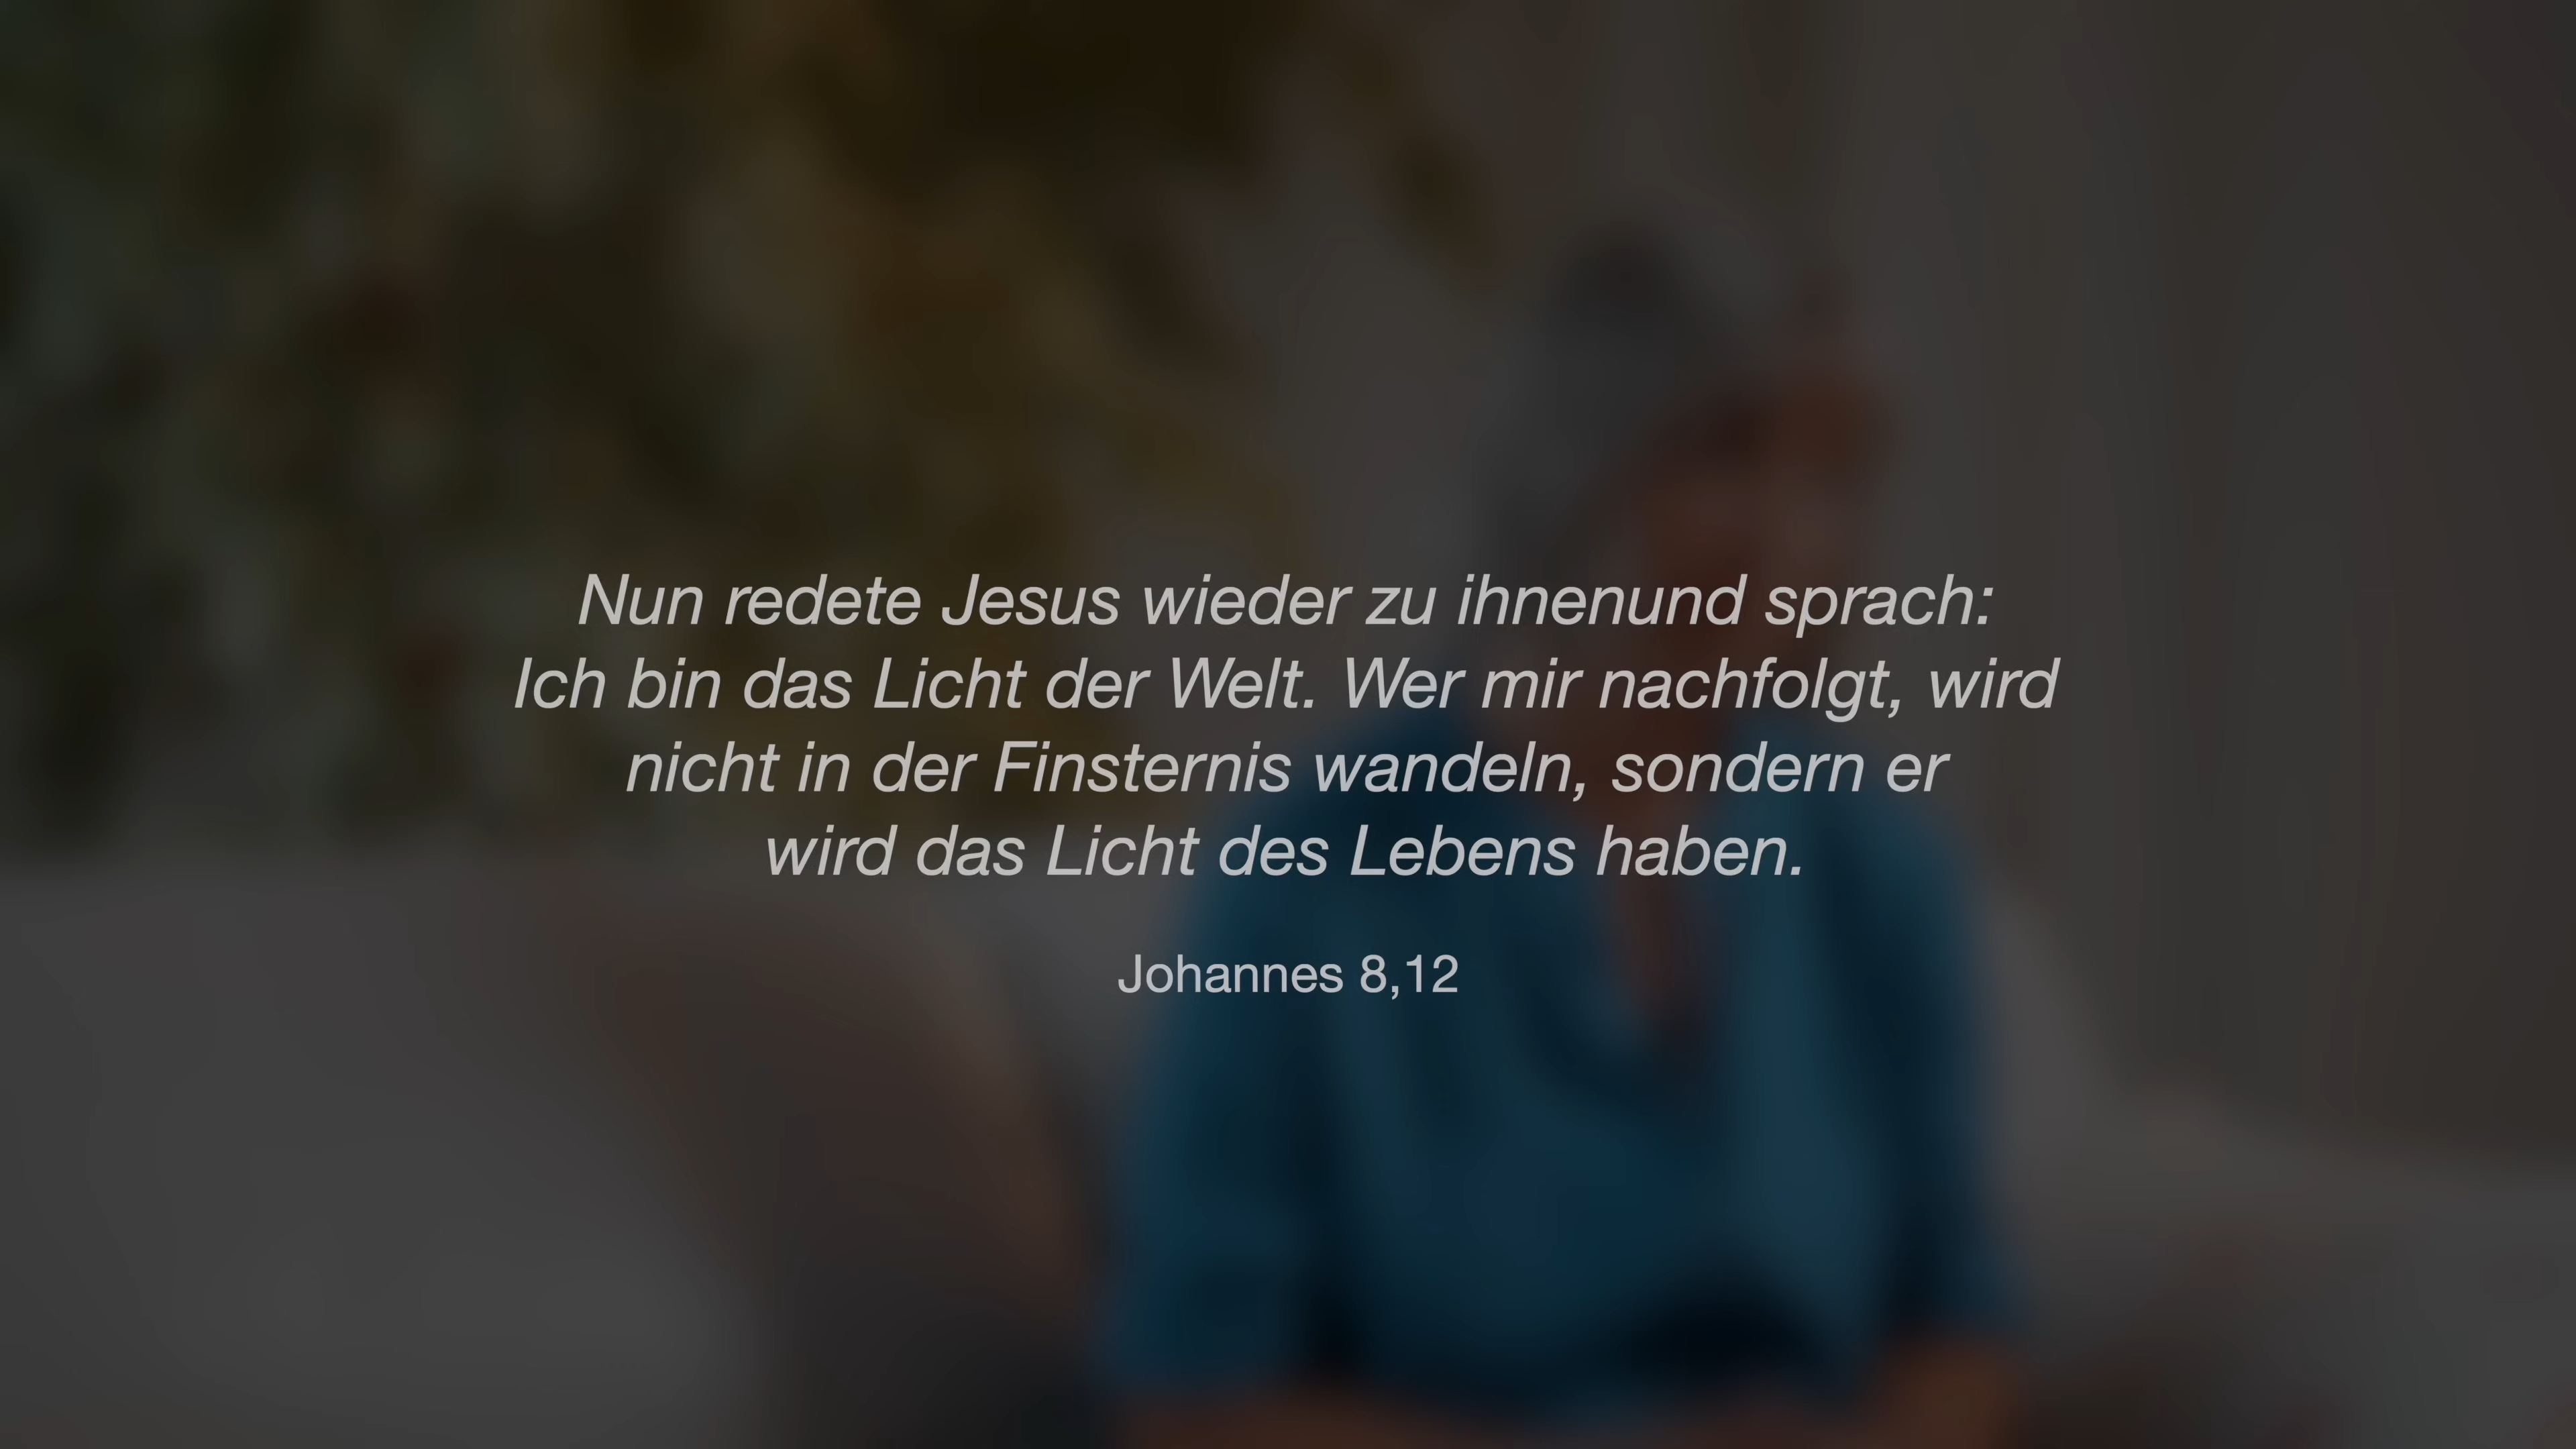 Nun redete Jesus wieder zu ihnenund sprach:
Ich bin das Licht der Welt. Wer mir nachfolgt, wird
nicht in der Finsternis wandeln, sondern er
wird das Licht des Lebens haben.
Johannes 8,12